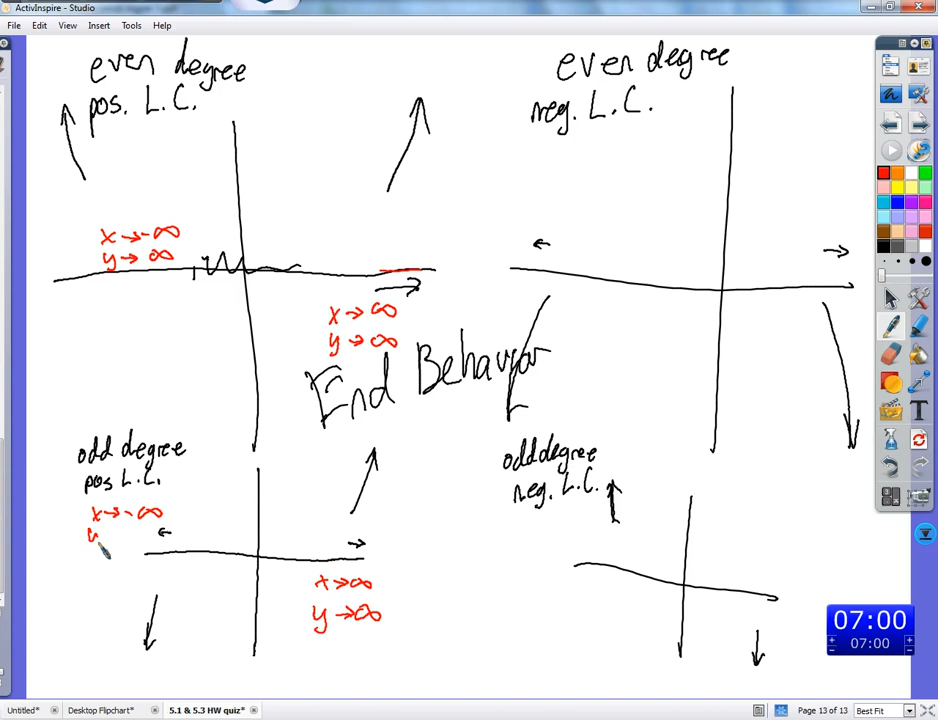 ActivInspire - Studio
File Edit View Insert Tools Help
even degree
pos. L.C.
even degree
neg. L.C.
x→-∞
y→∞
x→∞
y→∞
End Behavior
odd degree
pos L.C.
x→-∞
y
x→∞
y→∞
odd degree
neg. L.C.
07:00
07:00
Untitled*
Desktop Flipchart*
5.1 & 5.3 HW quiz*
Page 13 of 13
Best Fit